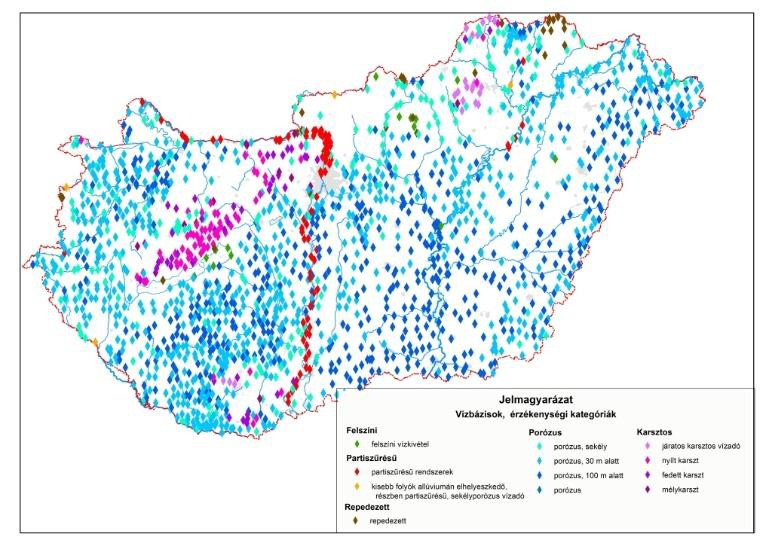 Jelmagyarázat
Vízbázisok, érzékenységi kategóriák
Felszíni
felszíni vízkivétel
Partiszűrésű
partiszűrésű rendszerek
kisebb folyók allúviumán elhelyeszkedő,
részben partiszűrésű, sekélyporózus vízadó
Repedezett
repedezett
Porózus
porózus, sekély
porózus, 30 m alatt
porózus, 100 m alatt
porózus
Karsztos
járatos karsztos vízadó
nyílt karszt
fedett karszt
mélykarszt